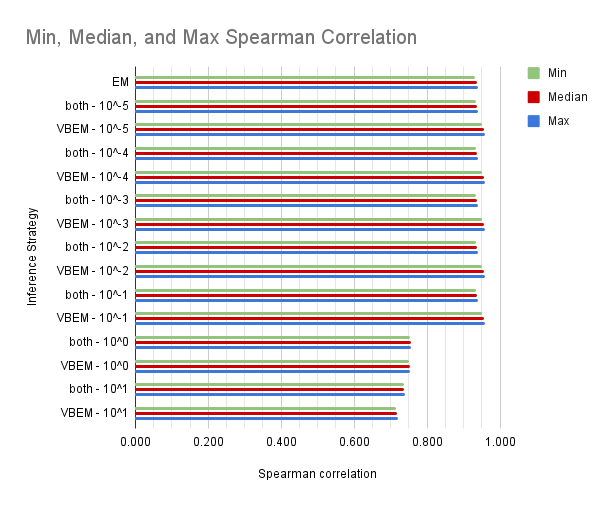 Min, Median, and Max Spearman Correlation
Min
Median
Max
Inference Strategy
EM
both - 10^-5
VBEM - 10^-5
both - 10^-4
VBEM - 10^-4
both - 10^-3
VBEM - 10^-3
both - 10^-2
VBEM - 10^-2
both - 10^-1
VBEM - 10^-1
both - 10^0
VBEM - 10^0
both - 10^1
VBEM - 10^1
0.000 0.200 0.400 0.600 0.800 1.000
Spearman correlation